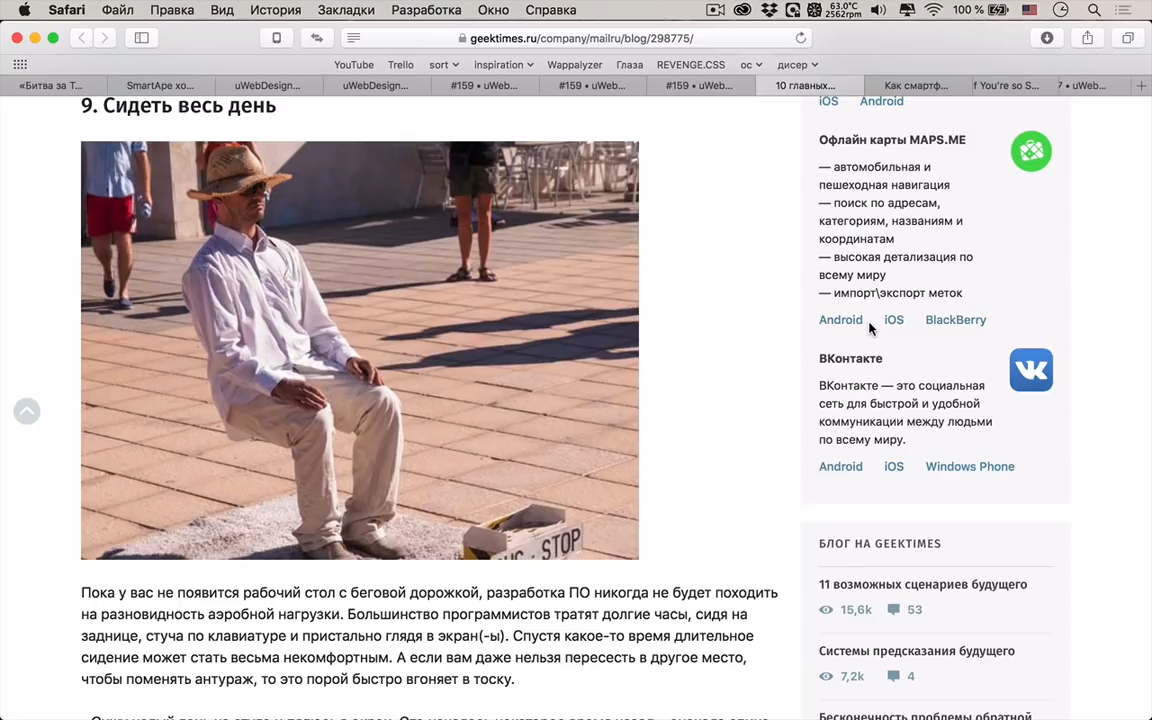 Safari Файл Правка Вид История Закладки Разработка Окно Справка 63.0°C 2562rpm 100 %
geektimes.ru/company/mailru/blog/298775/
YouTube Trello sort inspiration Wappalyzer Глаза REVENGE.CSS ос дисер
«Битва за Т... SmartApe хо... uWebDesign... uWebDesign... #159 • uWeb... #159 • uWeb... #159 • uWeb... 10 главных... Как смартф... f You're so S... 7 • uWeb...
9. Сидеть весь день
STOP
Пока у вас не появится рабочий стол с беговой дорожкой, разработка ПО никогда не будет походить
на разновидность аэробной нагрузки. Большинство программистов тратят долгие часы, сидя на
заднице, стуча по клавиатуре и пристально глядя в экран(-ы). Спустя какое-то время длительное
сидение может стать весьма некомфортным. А если вам даже нельзя пересесть в другое место,
чтобы поменять антураж, то это порой быстро вгоняет в тоску.
iOS Android
Офлайн карты MAPS.ME
— автомобильная и
пешеходная навигация
— поиск по адресам,
категориям, названиям и
координатам
— высокая детализация по
всему миру
— импорт\экспорт меток
Android iOS BlackBerry
ВКонтакте
ВКонтакте — это социальная
сеть для быстрой и удобной
коммуникации между людьми
по всему миру.
Android iOS Windows Phone
БЛОГ НА GEEKTIMES
11 возможных сценариев будущего
15,6k 53
Системы предсказания будущего
7,2k 4
Бесконечность проблемы обратной